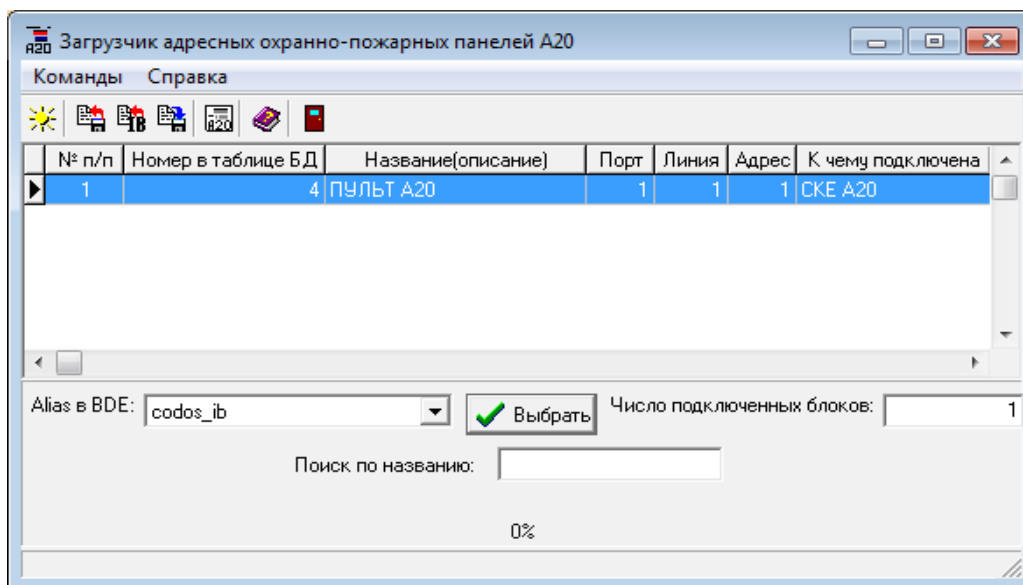 Загрузчик адресных охранно-пожарных панелей А20
Команды Справка
№ п/п Номер в таблице БД Название(описание) Порт Линия Адрес К чему подключена
1 4 ПУЛЬТ А20 1 1 1 СКЕ А20
Alias в BDE: codos_ib Выбрать Число подключенных блоков: 1
Поиск по названию:
0%